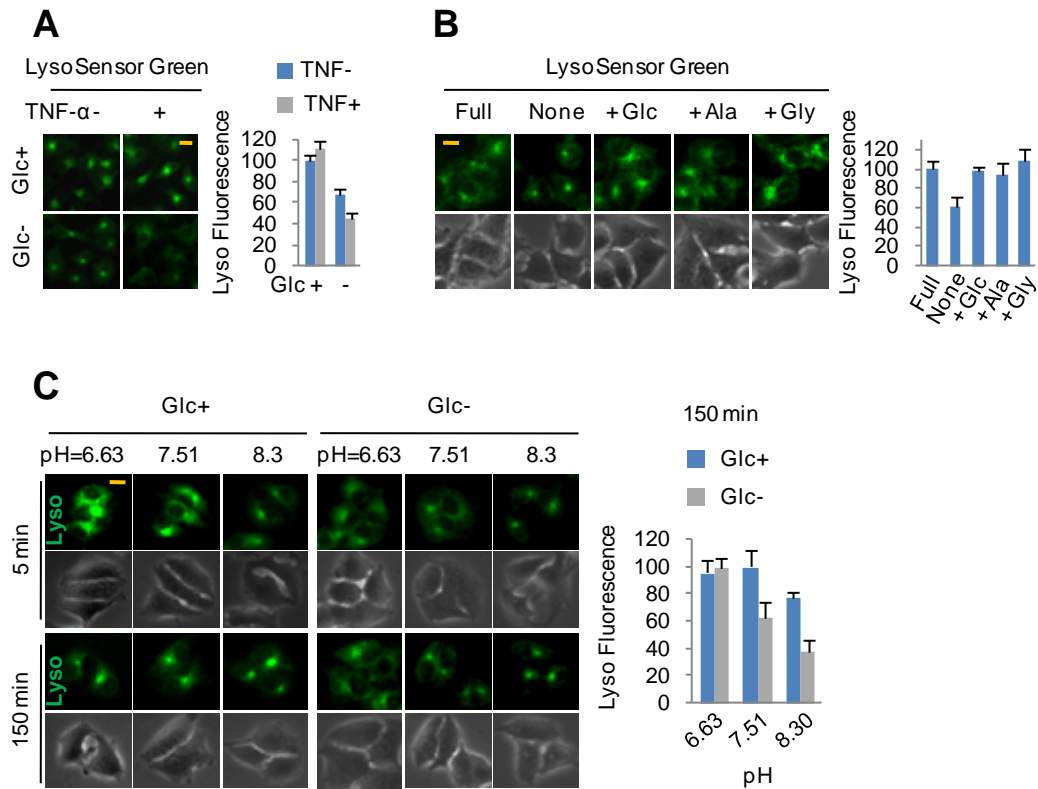 A
LysoSensor Green
TNF-α - +
Glc+
Glc-
TNF-
TNF+
Lyso Fluorescence
120
100
80
60
40
20
0
Glc + -
B
LysoSensor Green
Full None +Glc +Ala +Gly
Lyso Fluorescence
120
100
80
60
40
20
0
Full
None
+Glc
+Ala
+Gly
C
Glc+ Glc-
pH=6.63 7.51 8.3 pH=6.63 7.51 8.3
5 min
Lyso
150 min
Lyso
150 min
Glc+
Glc-
Lyso Fluorescence
120
100
80
60
40
20
0
6.63 7.51 8.30
pH